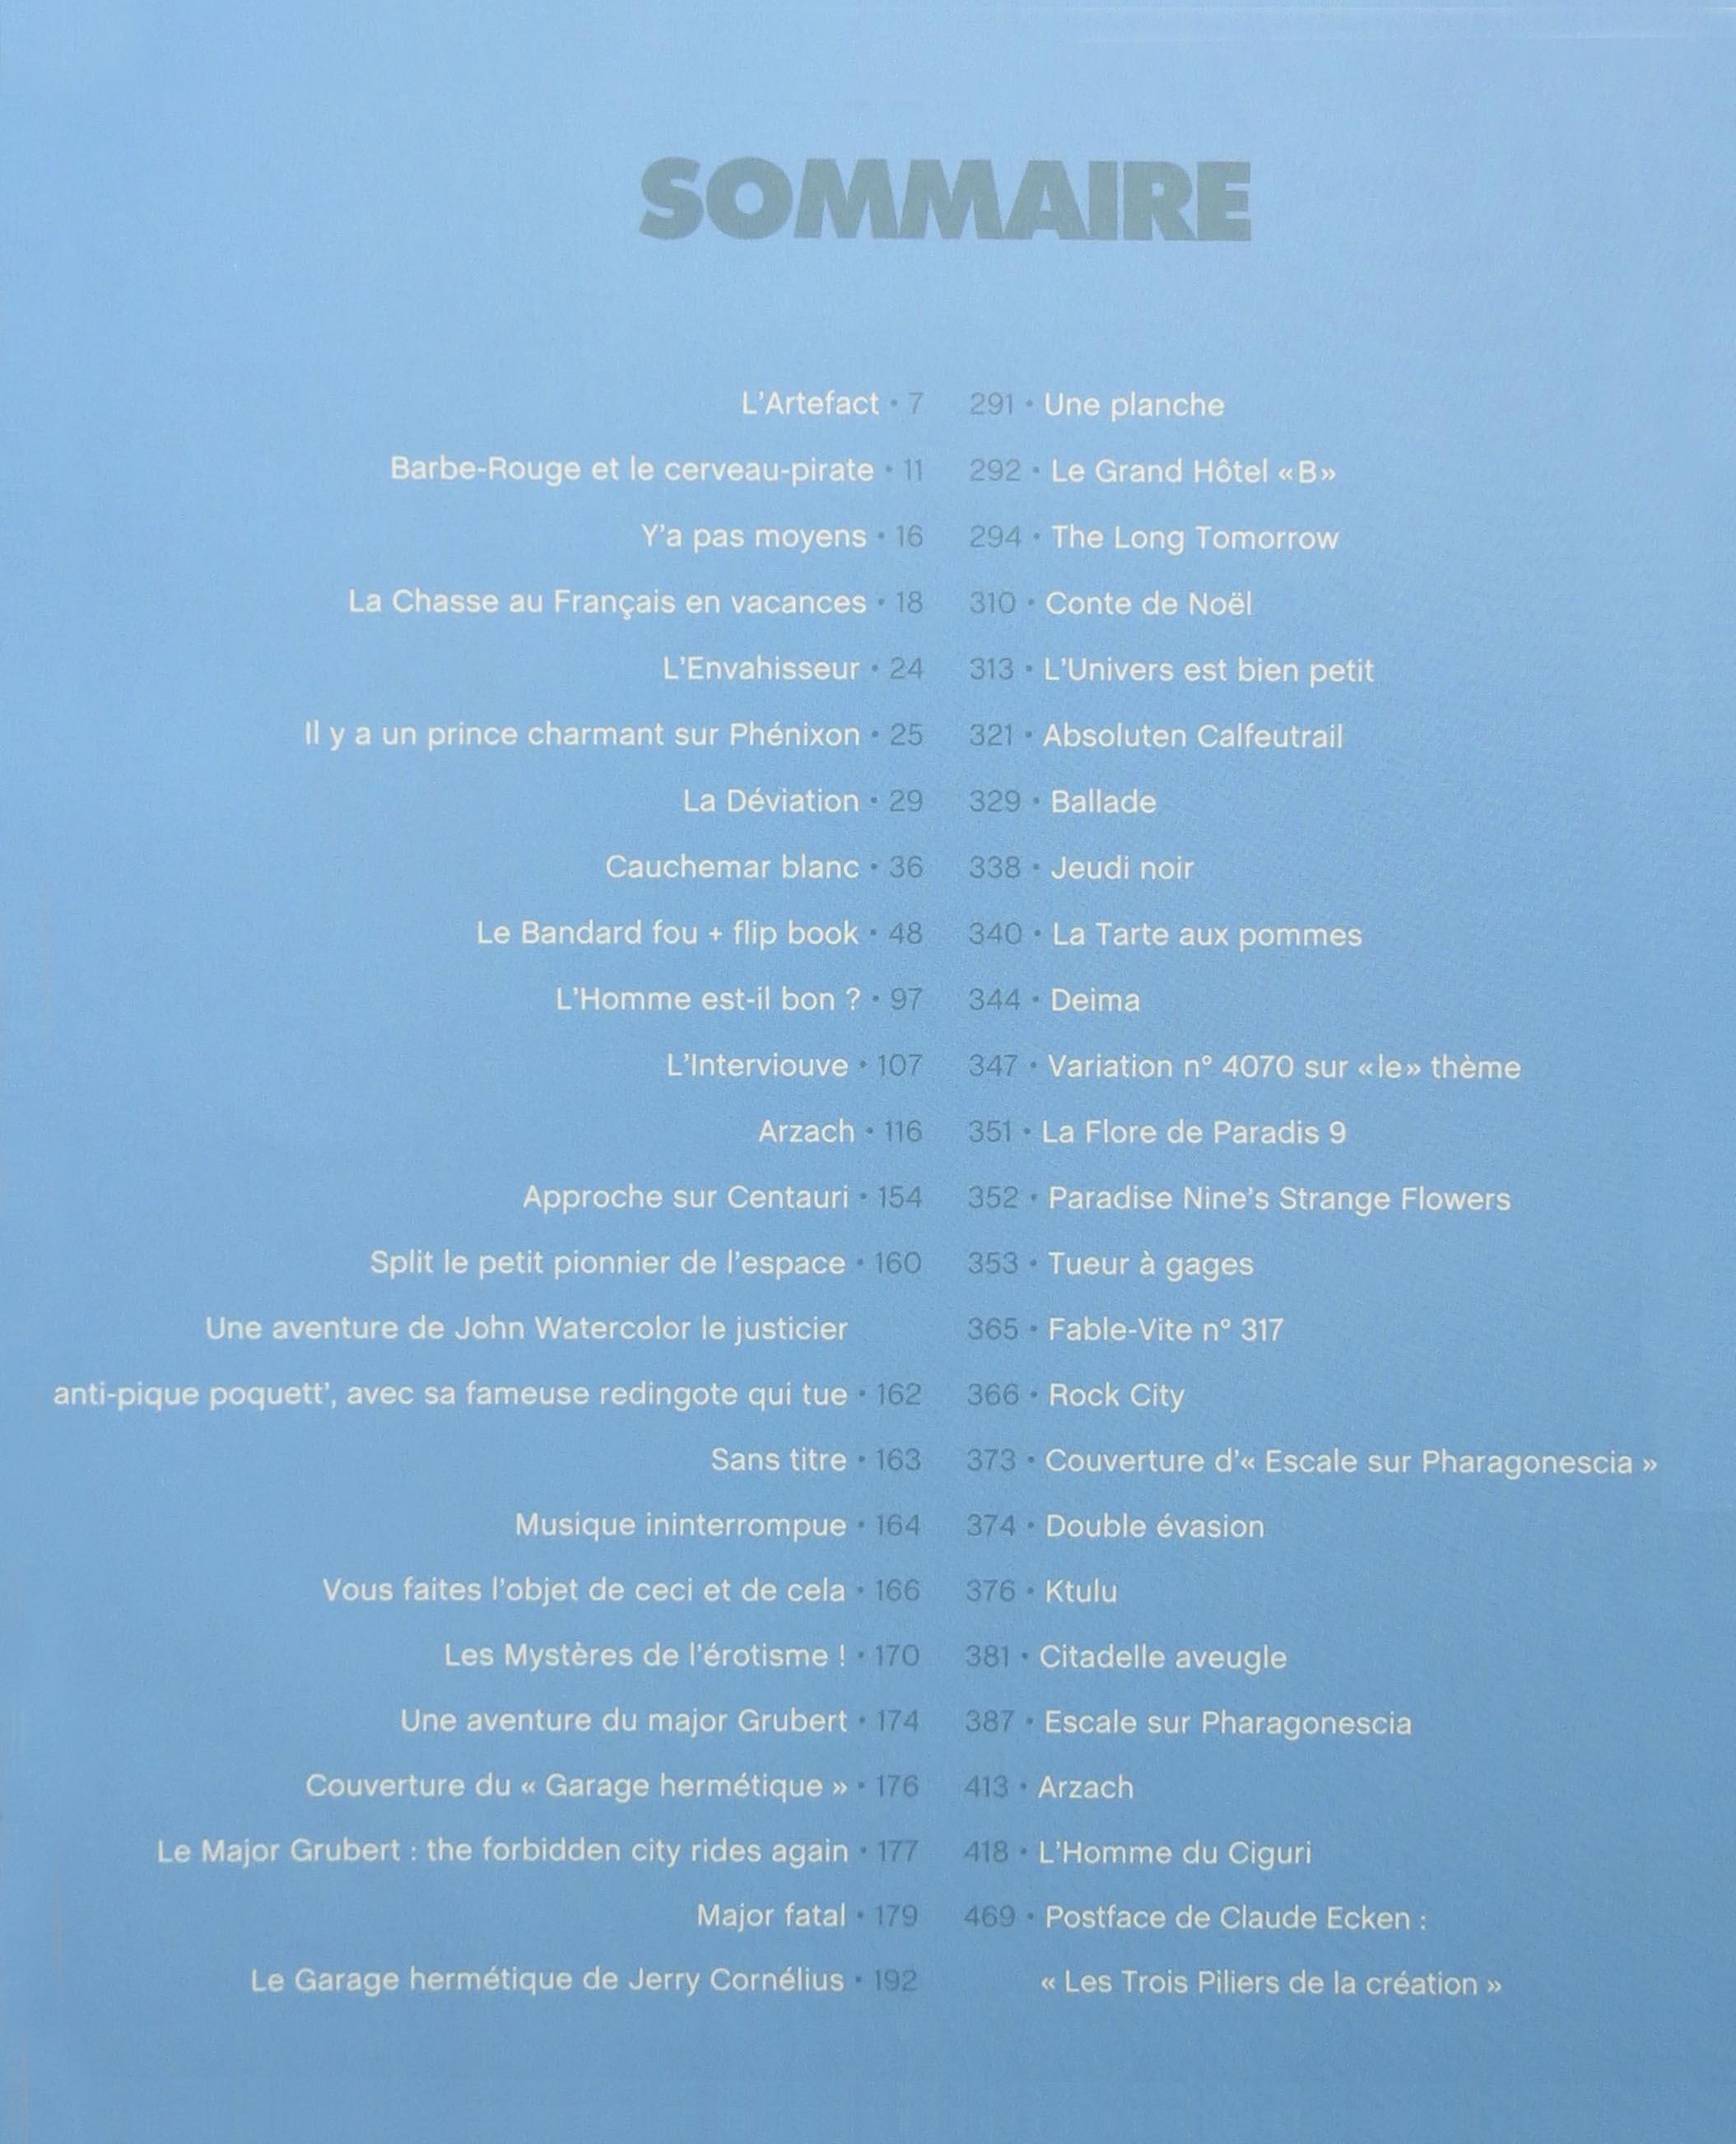 SOMMAIRE
L'Artefact • 7
Barbe-Rouge et le cerveau-pirate • 11
Y'a pas moyens • 16
La Chasse au Français en vacances • 18
L'Envahisseur • 24
Il y a un prince charmant sur Phénixon • 25
La Déviation • 29
Cauchemar blanc • 36
Le Bandard fou + flip book • 48
L'Homme est-il bon ? • 97
L'Interviouve • 107
Arzach • 116
Approche sur Centauri • 154
Split le petit pionnier de l'espace • 160
Une aventure de John Watercolor le justicier
anti-pique poquett', avec sa fameuse redingote qui tue • 162
Sans titre • 163
Musique ininterrompue • 164
Vous faites l'objet de ceci et de cela • 166
Les Mystères de l'érotisme ! • 170
Une aventure du major Grubert • 174
Couverture du « Garage hermétique » • 176
Le Major Grubert : the forbidden city rides again • 177
Major fatal • 179
Le Garage hermétique de Jerry Cornélius • 192
291 • Une planche
292 • Le Grand Hôtel «B»
294 • The Long Tomorrow
310 • Conte de Noël
313 • L'Univers est bien petit
321 • Absoluten Calfeutrail
329 • Ballade
338 • Jeudi noir
340 • La Tarte aux pommes
344 • Deima
347 • Variation n° 4070 sur «le» thème
351 • La Flore de Paradis 9
352 • Paradise Nine's Strange Flowers
353 • Tueur à gages
365 • Fable-Vite n° 317
366 • Rock City
373 • Couverture d'« Escale sur Pharagonescia »
374 • Double évasion
376 • Ktulu
381 • Citadelle aveugle
387 • Escale sur Pharagonescia
413 • Arzach
418 • L'Homme du Ciguri
469 • Postface de Claude Ecken :
« Les Trois Piliers de la création »